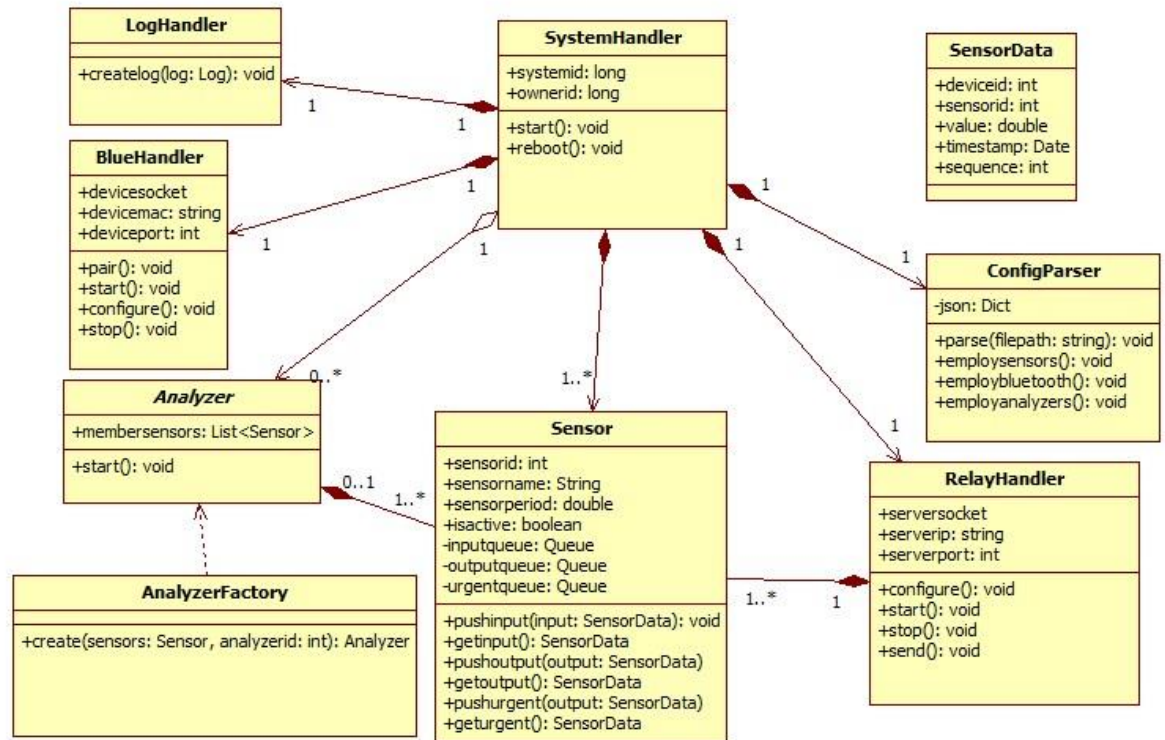 LogHandler
+createlog(log: Log): void
SystemHandler
+systemid: long
+ownerid: long
+start(): void
+reboot(): void
SensorData
+deviceid: int
+sensorid: int
+value: double
+timestamp: Date
+sequence: int
1
1
BlueHandler
+devicesocket
+devicemac: string
+deviceport: int
+pair(): void
+start(): void
+configure(): void
+stop(): void
1
1
1
0..*
1..*
1
1
1
1
ConfigParser
-json: Dict
+parse(filepath: string): void
+employsensors(): void
+employbluetooth(): void
+employanalyzers(): void
Analyzer
+membersensors: List<Sensor>
+start(): void
0..1
1..*
Sensor
+sensorid: int
+sensorname: String
+sensorperiod: double
+isactive: boolean
-inputqueue: Queue
-outputqueue: Queue
-urgentqueue: Queue
+pushinput(input: SensorData): void
+getinput(): SensorData
+pushoutput(output: SensorData)
+getoutput(): SensorData
+pushurgent(output: SensorData)
+geturgent(): SensorData
1..*
1
RelayHandler
+serversocket
+serverip: string
+serverport: int
+configure(): void
+start(): void
+stop(): void
+send(): void
AnalyzerFactory
+create(sensors: Sensor, analyzerid: int): Analyzer